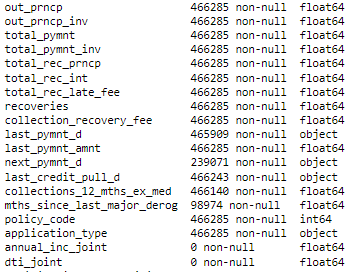 out_prncp 466285 non-null float64
out_prncp_inv 466285 non-null float64
total_pymnt 466285 non-null float64
total_pymnt_inv 466285 non-null float64
total_rec_prncp 466285 non-null float64
total_rec_int 466285 non-null float64
total_rec_late_fee 466285 non-null float64
recoveries 466285 non-null float64
collection_recovery_fee 466285 non-null float64
last_pymnt_d 465909 non-null object
last_pymnt_amnt 466285 non-null float64
next_pymnt_d 239071 non-null object
last_credit_pull_d 466243 non-null object
collections_12_mths_ex_med 466140 non-null float64
mths_since_last_major_derog 98974 non-null float64
policy_code 466285 non-null int64
application_type 466285 non-null object
annual_inc_joint 0 non-null float64
dti_joint 0 non-null float64